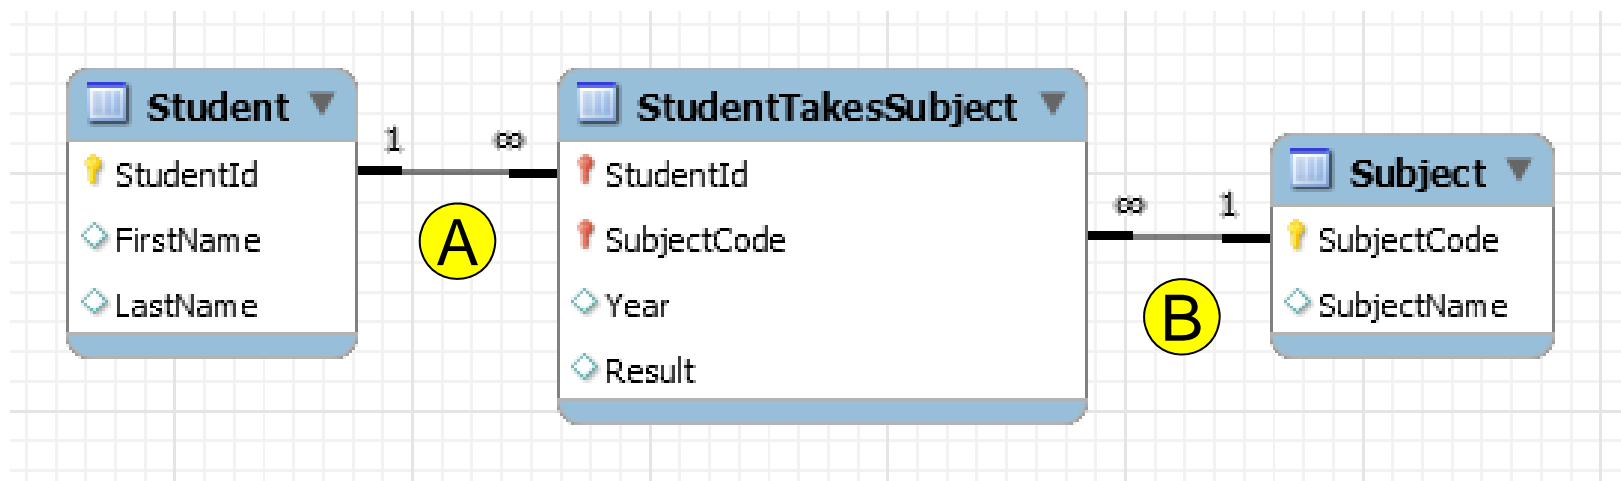 Student
StudentId
FirstName
LastName
1 ∞
A
StudentTakesSubject
StudentId
SubjectCode
Year
Result
∞ 1
B
Subject
SubjectCode
SubjectName